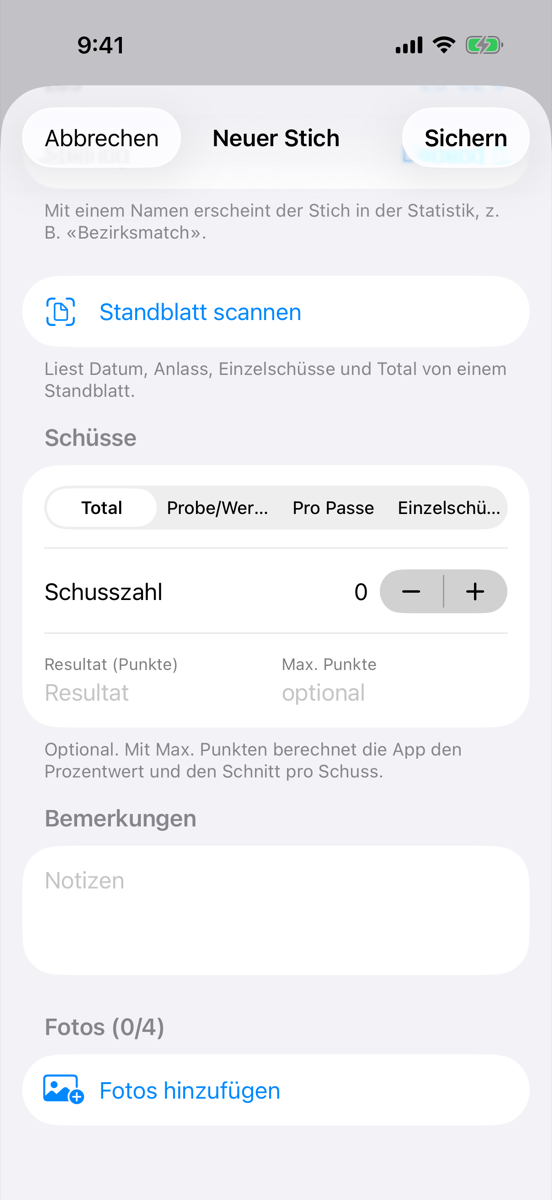 9:41
Abbrechen
Neuer Stich
Sichern
Mit einem Namen erscheint der Stich in der Statistik, z.
B. «Bezirksmatch».
Standblatt scannen
Liest Datum, Anlass, Einzelschüsse und Total von einem
Standblatt.
Schüsse
Total Probe/Wer... Pro Passe Einzelschü...
Schusszahl 0 − +
Resultat (Punkte) Max. Punkte
Resultat optional
Optional. Mit Max. Punkten berechnet die App den
Prozentwert und den Schnitt pro Schuss.
Bemerkungen
Notizen
Fotos (0/4)
Fotos hinzufügen